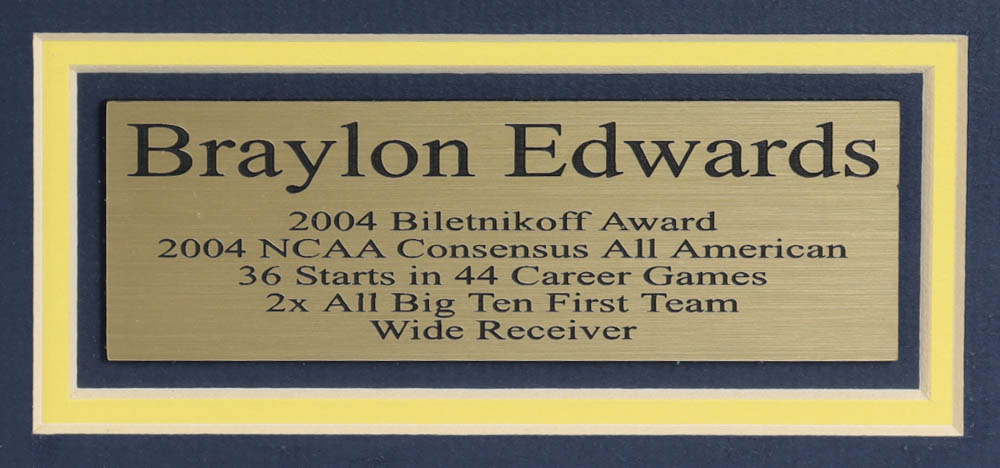 Braylon Edwards
2004 Biletnikoff Award
2004 NCAA Consensus All American
36 Starts in 44 Career Games
2x All Big Ten First Team
Wide Receiver